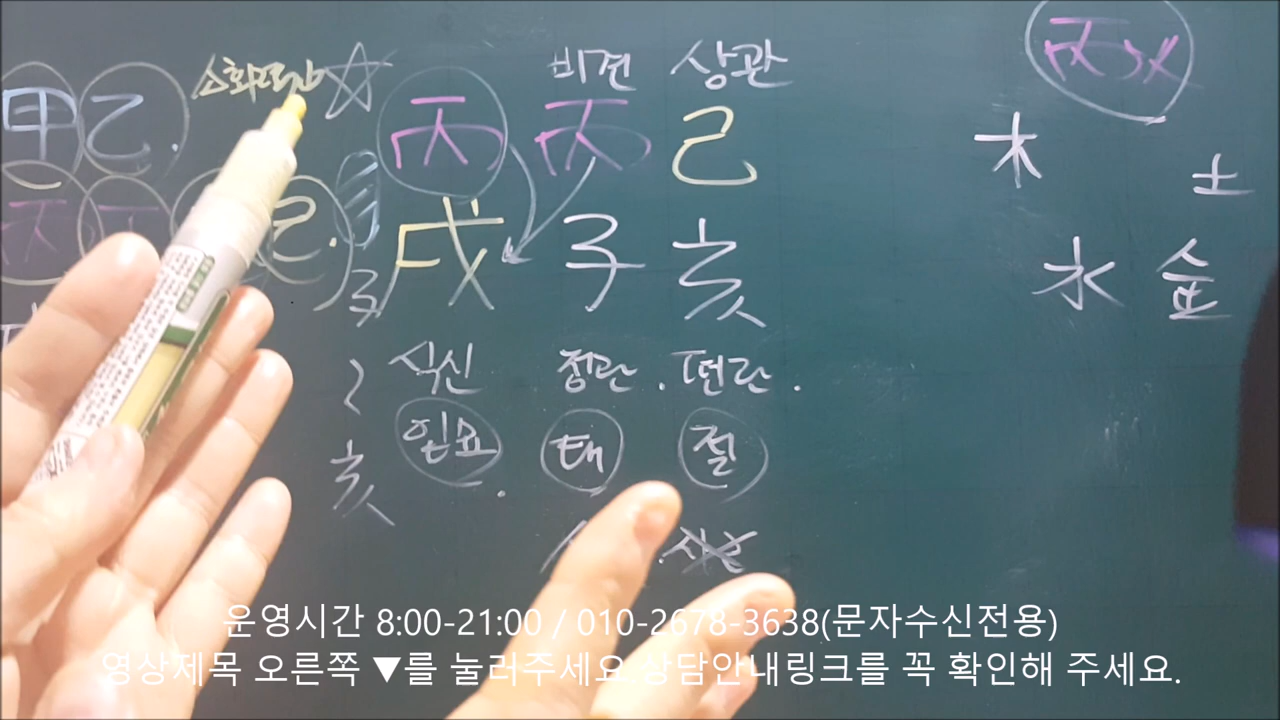 비견 상관
甲 乙 丙 丙 己 丙火
木 土
戌 子 亥
水 金
식신 정관 . 편관 .
태 절
亥
운영시간 8:00-21:00 / 010-2678-3638(문자수신전용)
영상제목 오른쪽 ▼를 눌러주세요 상담안내링크를 꼭 확인해 주세요.